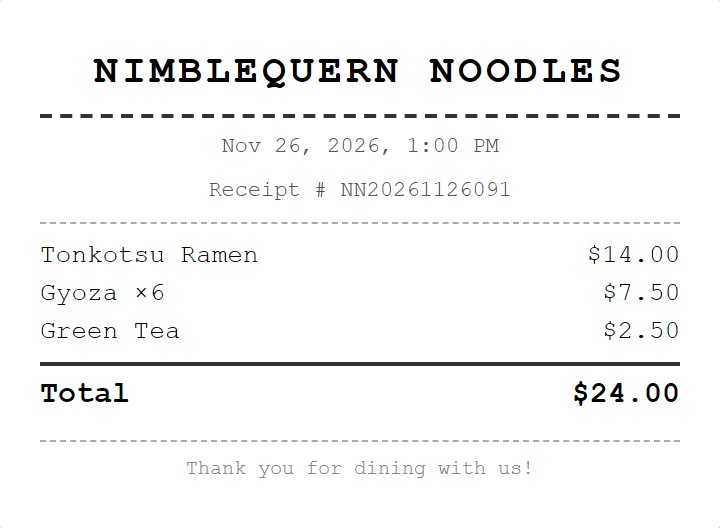 NIMBLEQUERN NOODLES
Nov 26, 2026, 1:00 PM
Receipt # NN20261126091
Tonkotsu Ramen $14.00
Gyoza ×6 $7.50
Green Tea $2.50
Total $24.00
Thank you for dining with us!